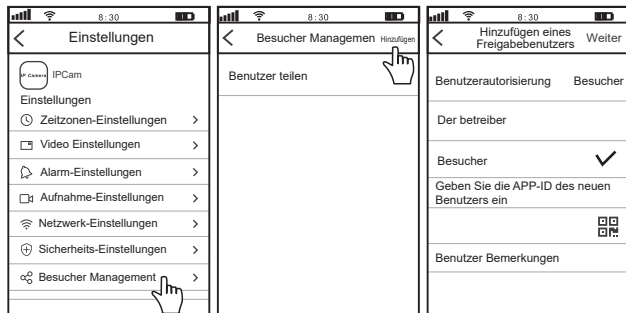 8:30
Einstellungen
IP Camera
IPCam
Einstellungen
Zeitzonen-Einstellungen
Video Einstellungen
Alarm-Einstellungen
Aufnahme-Einstellungen
Netzwerk-Einstellungen
Sicherheits-Einstellungen
Besucher Management
8:30
Besucher Managemen Hinzufügen
Benutzer teilen
8:30
Hinzufügen eines
Freigabebenutzers
Weiter
Benutzerautorisierung Besucher
Der betreiber
Besucher
Geben Sie die APP-ID des neuen
Benutzers ein
Benutzer Bemerkungen